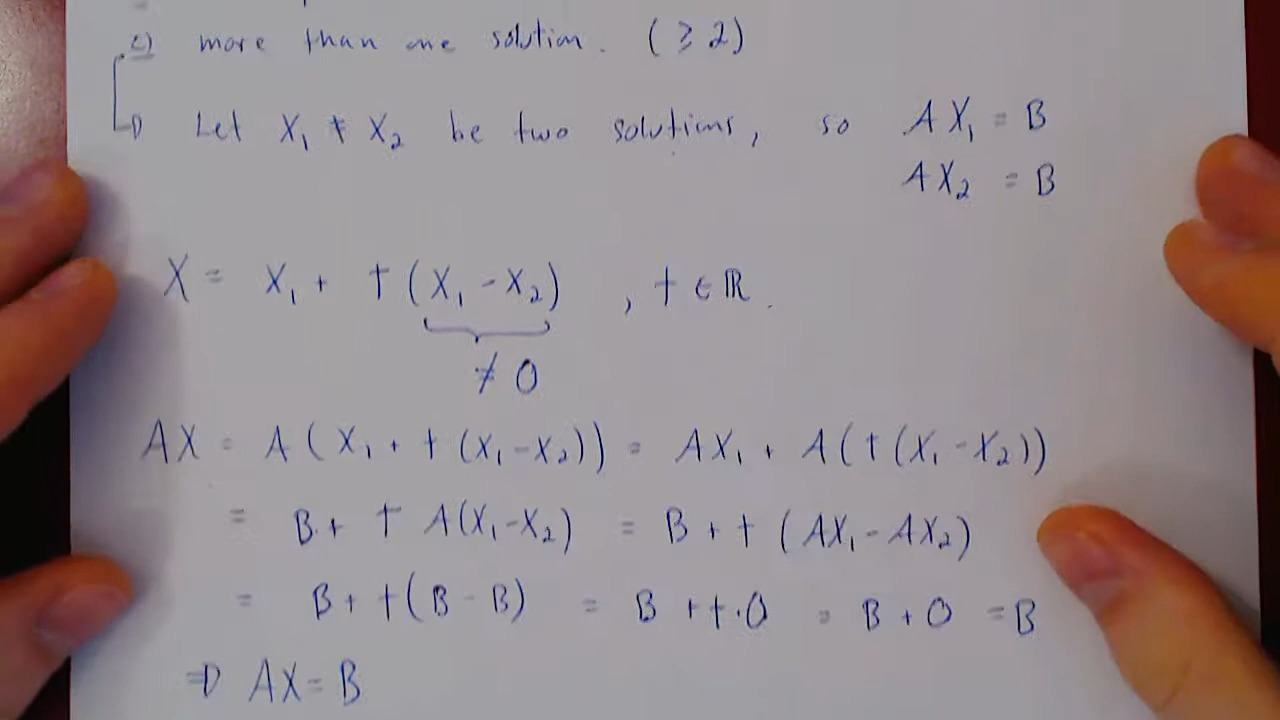 c) more than one solution. (≥ 2)
Let X₁ ≠ X₂ be two solutions, so AX₁ = B
AX₂ = B
X = X₁ + t(X₁ - X₂), t ∈ ℝ.
≠ 0
AX = A(X₁ + t(X₁ - X₂)) = AX₁ + A(t(X₁ - X₂))
= B + t A(X₁ - X₂) = B + t(AX₁ - AX₂)
= B + t(B - B) = B + t·0 = B + 0 = B
⇒ AX = B